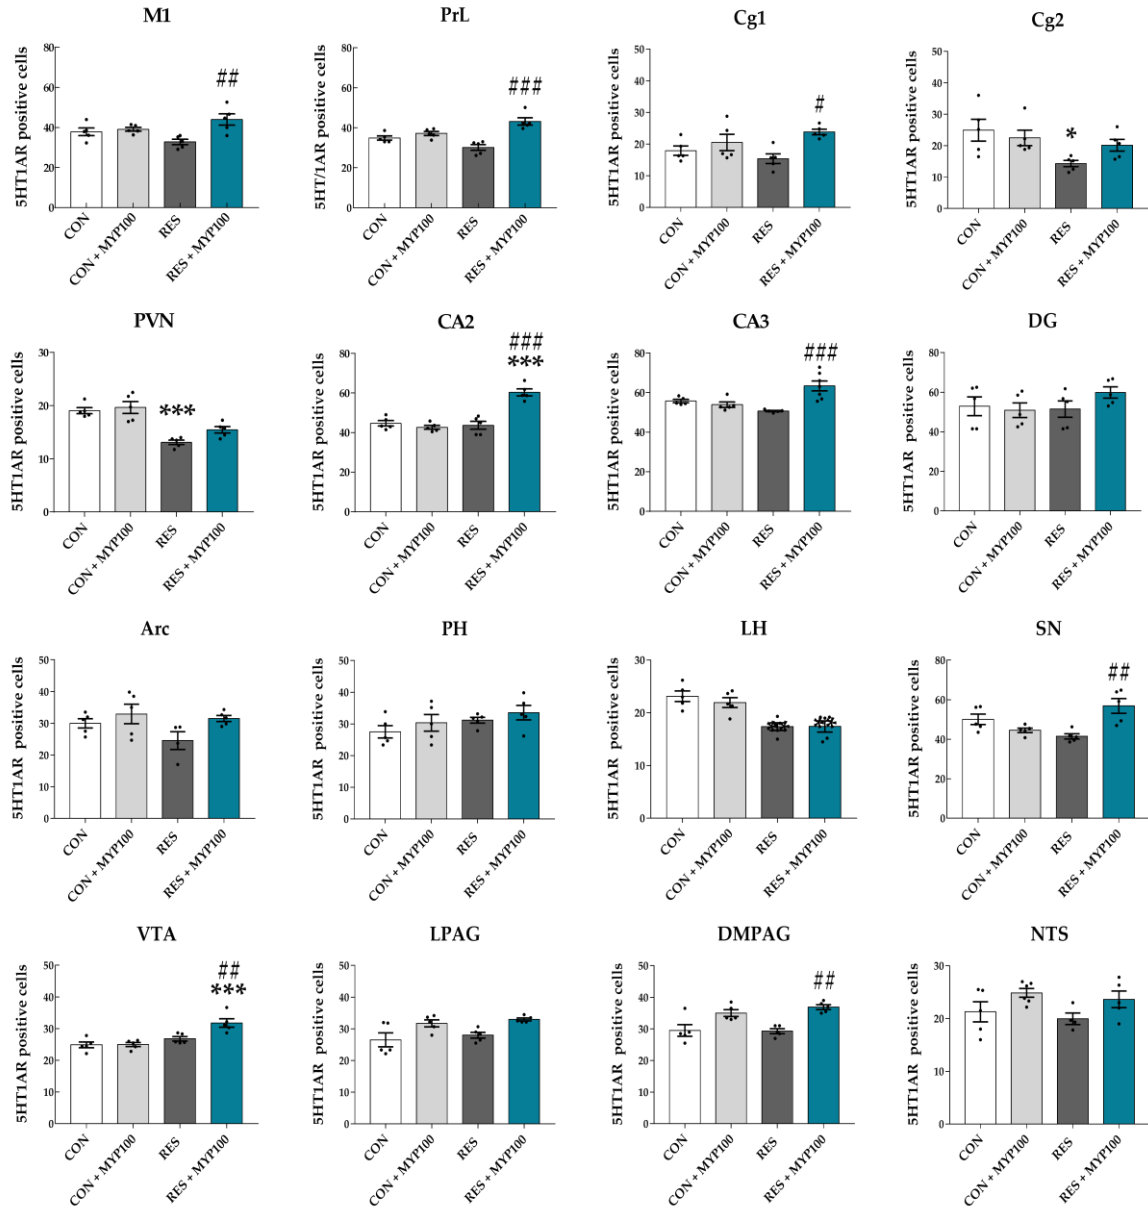 M1
##
5HT1AR positive cells
80
60
40
20
0
CON
CON + MYP100
RES
RES + MYP100
PrL
###
5HT/1AR positive cells
80
60
40
20
0
CON
CON + MYP100
RES
RES + MYP100
Cg1
#
5HT1AR positive cells
50
40
30
20
10
0
CON
CON + MYP100
RES
RES + MYP100
Cg2
*
5HT1AR positive cells
50
40
30
20
10
0
CON
CON + MYP100
RES
RES + MYP100
PVN
***
5HT1AR positive cells
30
20
10
0
CON
CON + MYP100
RES
RES + MYP100
CA2
###
***
5HT1AR positive cells
80
60
40
20
0
CON
CON + MYP100
RES
RES + MYP100
CA3
###
5HT1AR positive cells
80
60
40
20
0
CON
CON + MYP100
RES
RES + MYP100
DG
5HT1AR positive cells
80
60
40
20
0
CON
CON + MYP100
RES
RES + MYP100
Arc
5HT1AR positive cells
50
40
30
20
10
0
CON
CON + MYP100
RES
RES + MYP100
PH
5HT1AR positive cells
50
40
30
20
10
0
CON
CON + MYP100
RES
RES + MYP100
LH
5HT1AR positive cells
30
20
10
0
CON
CON + MYP100
RES
RES + MYP100
SN
##
5HT1AR positive cells
80
60
40
20
0
CON
CON + MYP100
RES
RES + MYP100
VTA
##
***
5HT1AR positive cells
50
40
30
20
10
0
CON
CON + MYP100
RES
RES + MYP100
LPAG
5HT1AR positive cells
50
40
30
20
10
0
CON
CON + MYP100
RES
RES + MYP100
DMPAG
##
5HT1AR positive cells
50
40
30
20
10
0
CON
CON + MYP100
RES
RES + MYP100
NTS
5HT1AR positive cells
30
20
10
0
CON
CON + MYP100
RES
RES + MYP100